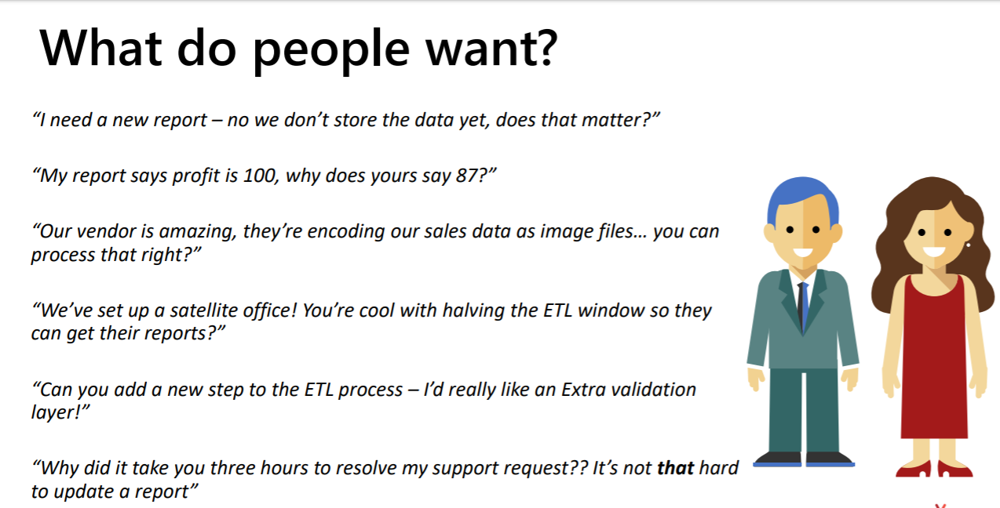 What do people want?
“I need a new report – no we don’t store the data yet, does that matter?”
“My report says profit is 100, why does yours say 87?”
“Our vendor is amazing, they’re encoding our sales data as image files... you can
process that right?”
“We’ve set up a satellite office! You’re cool with halving the ETL window so they
can get their reports?”
“Can you add a new step to the ETL process – I’d really like an Extra validation
layer!”
“Why did it take you three hours to resolve my support request?? It’s not that hard
to update a report”